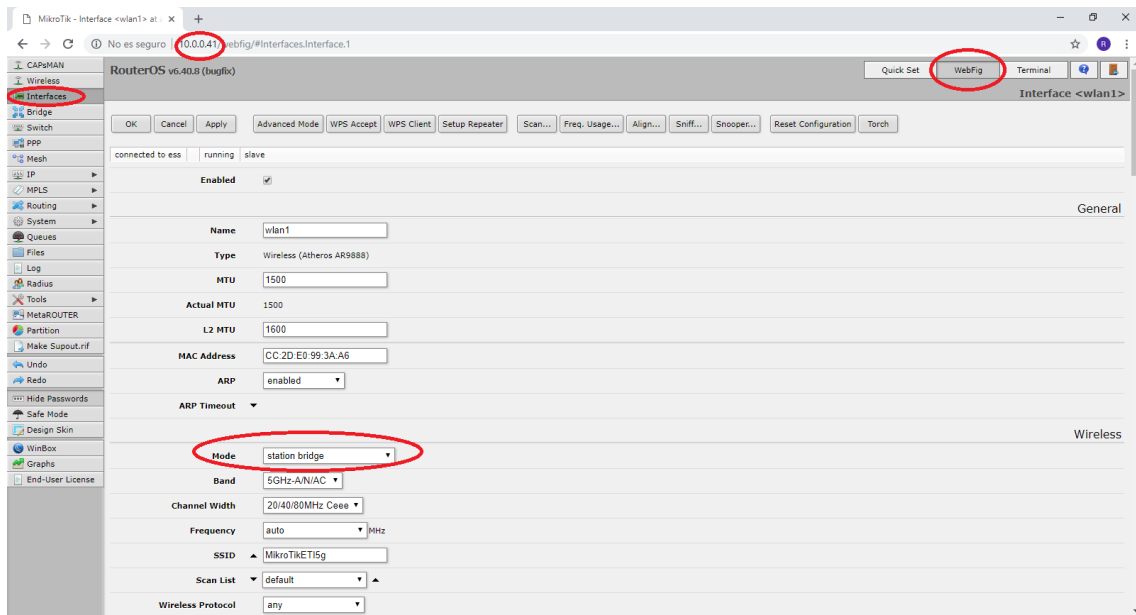 MikroTik - Interface <wlan1> at
No es seguro 10.0.0.41/webfig/#Interfaces.Interface.1
R
RouterOS v6.40.8 (bugfix)
Quick Set WebFig Terminal
Interface <wlan1>
CAPsMAN
Wireless
Interfaces
Bridge
Switch
PPP
Mesh
IP
MPLS
Routing
System
Queues
Files
Log
Radius
Tools
MetaROUTER
Partition
Make Supout.rif
Undo
Redo
Hide Passwords
Safe Mode
Design Skin
WinBox
Graphs
End-User License
OK Cancel Apply Advanced Mode WPS Accept WPS Client Setup Repeater Scan... Freq. Usage... Align... Sniff... Snooper... Reset Configuration Torch
connected to ess running slave
Enabled
General
Name wlan1
Type Wireless (Atheros AR9888)
MTU 1500
Actual MTU 1500
L2 MTU 1600
MAC Address CC:2D:E0:99:3A:A6
ARP enabled
ARP Timeout
Wireless
Mode station bridge
Band 5GHz-A/N/AC
Channel Width 20/40/80MHz Ceee
Frequency auto MHz
SSID MikroTikETI5g
Scan List default
Wireless Protocol any